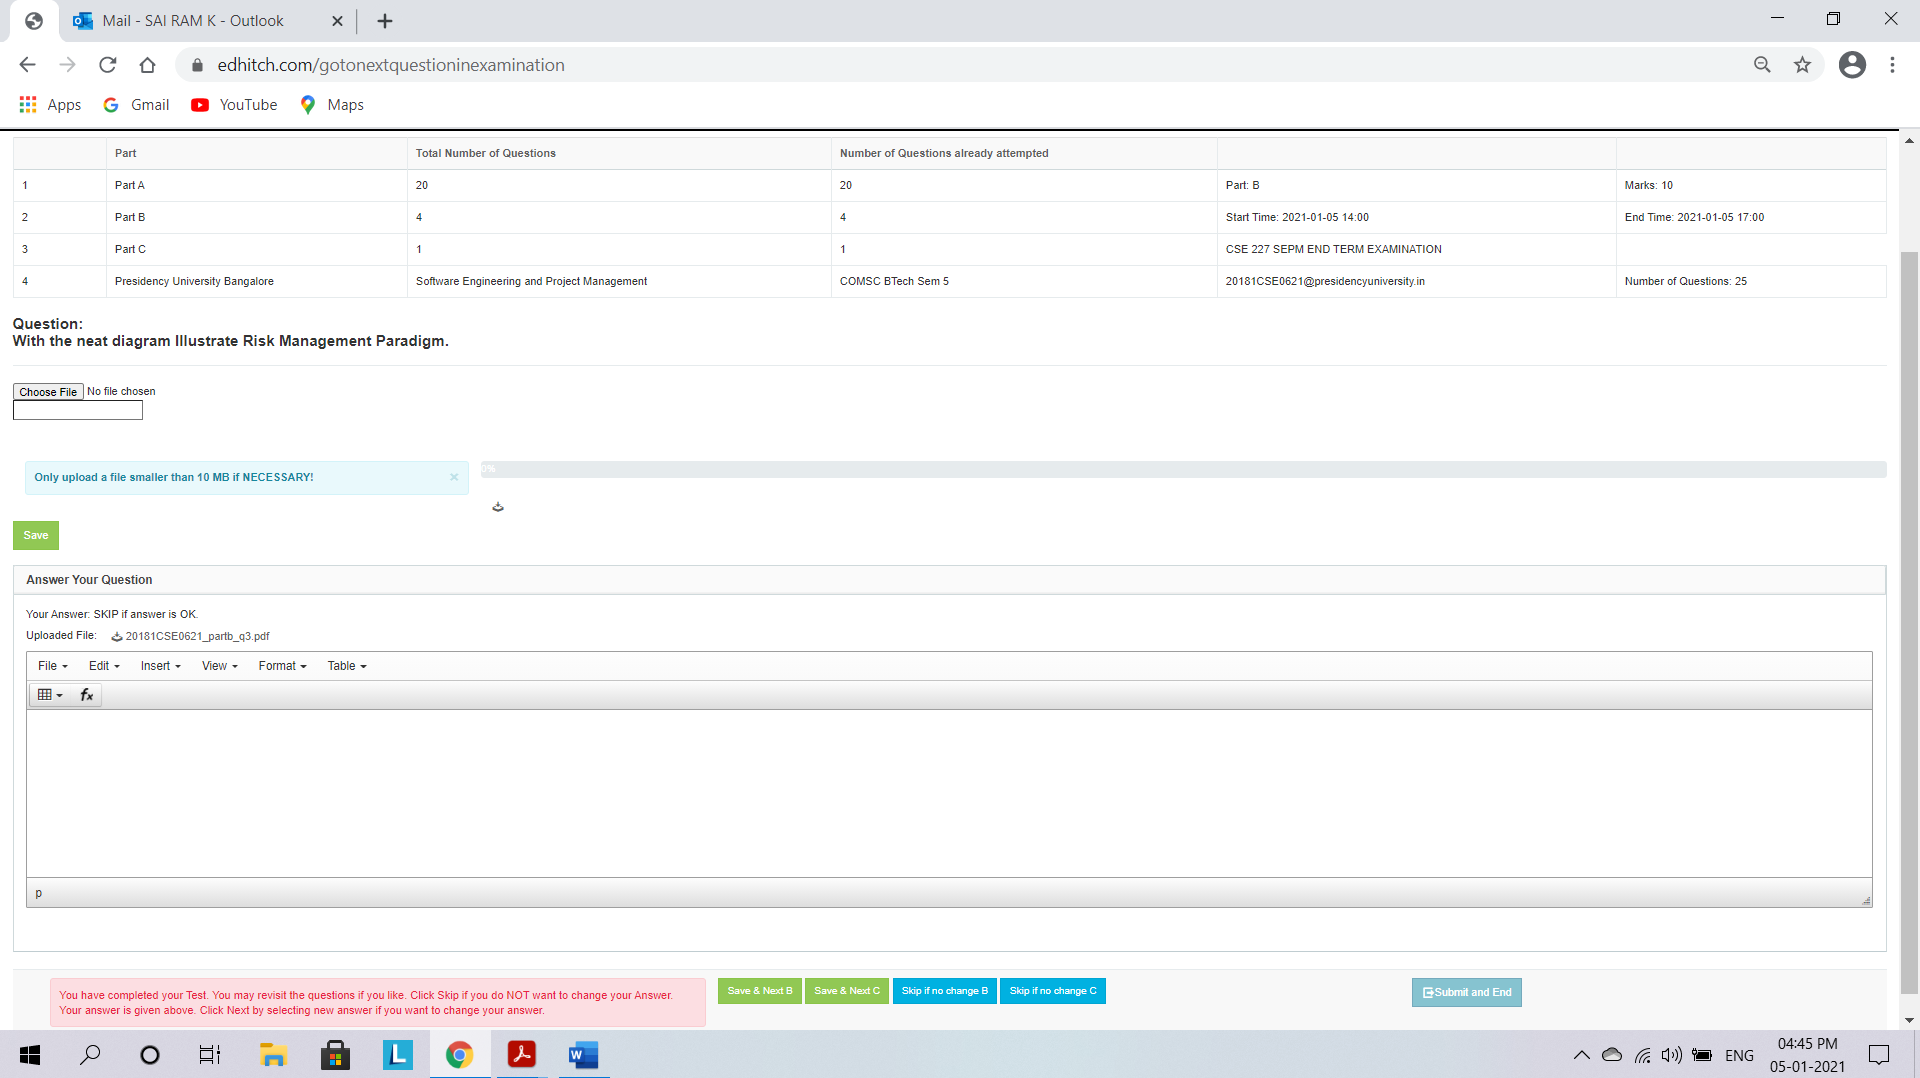 Mail - SAI RAM K - Outlook
edhitch.com/gotonextquestioninexamination
Apps Gmail YouTube Maps
Part Total Number of Questions Number of Questions already attempted
1 Part A 20 20 Part: B Marks: 10
2 Part B 4 4 Start Time: 2021-01-05 14:00 End Time: 2021-01-05 17:00
3 Part C 1 1 CSE 227 SEPM END TERM EXAMINATION
4 Presidency University Bangalore Software Engineering and Project Management COMSC BTech Sem 5 20181CSE0621@presidencyuniversity.in Number of Questions: 25
Question:
With the neat diagram Illustrate Risk Management Paradigm.
Choose File No file chosen
0%
Only upload a file smaller than 10 MB if NECESSARY! ×
Save
Answer Your Question
Your Answer: SKIP if answer is OK.
Uploaded File: 20181CSE0621_partb_q3.pdf
File Edit Insert View Format Table
fx
p
You have completed your Test. You may revisit the questions if you like. Click Skip if you do NOT want to change your Answer.
Your answer is given above. Click Next by selecting new answer if you want to change your answer.
Save & Next B Save & Next C Skip if no change B Skip if no change C Submit and End
L W ENG 04:45 PM
05-01-2021